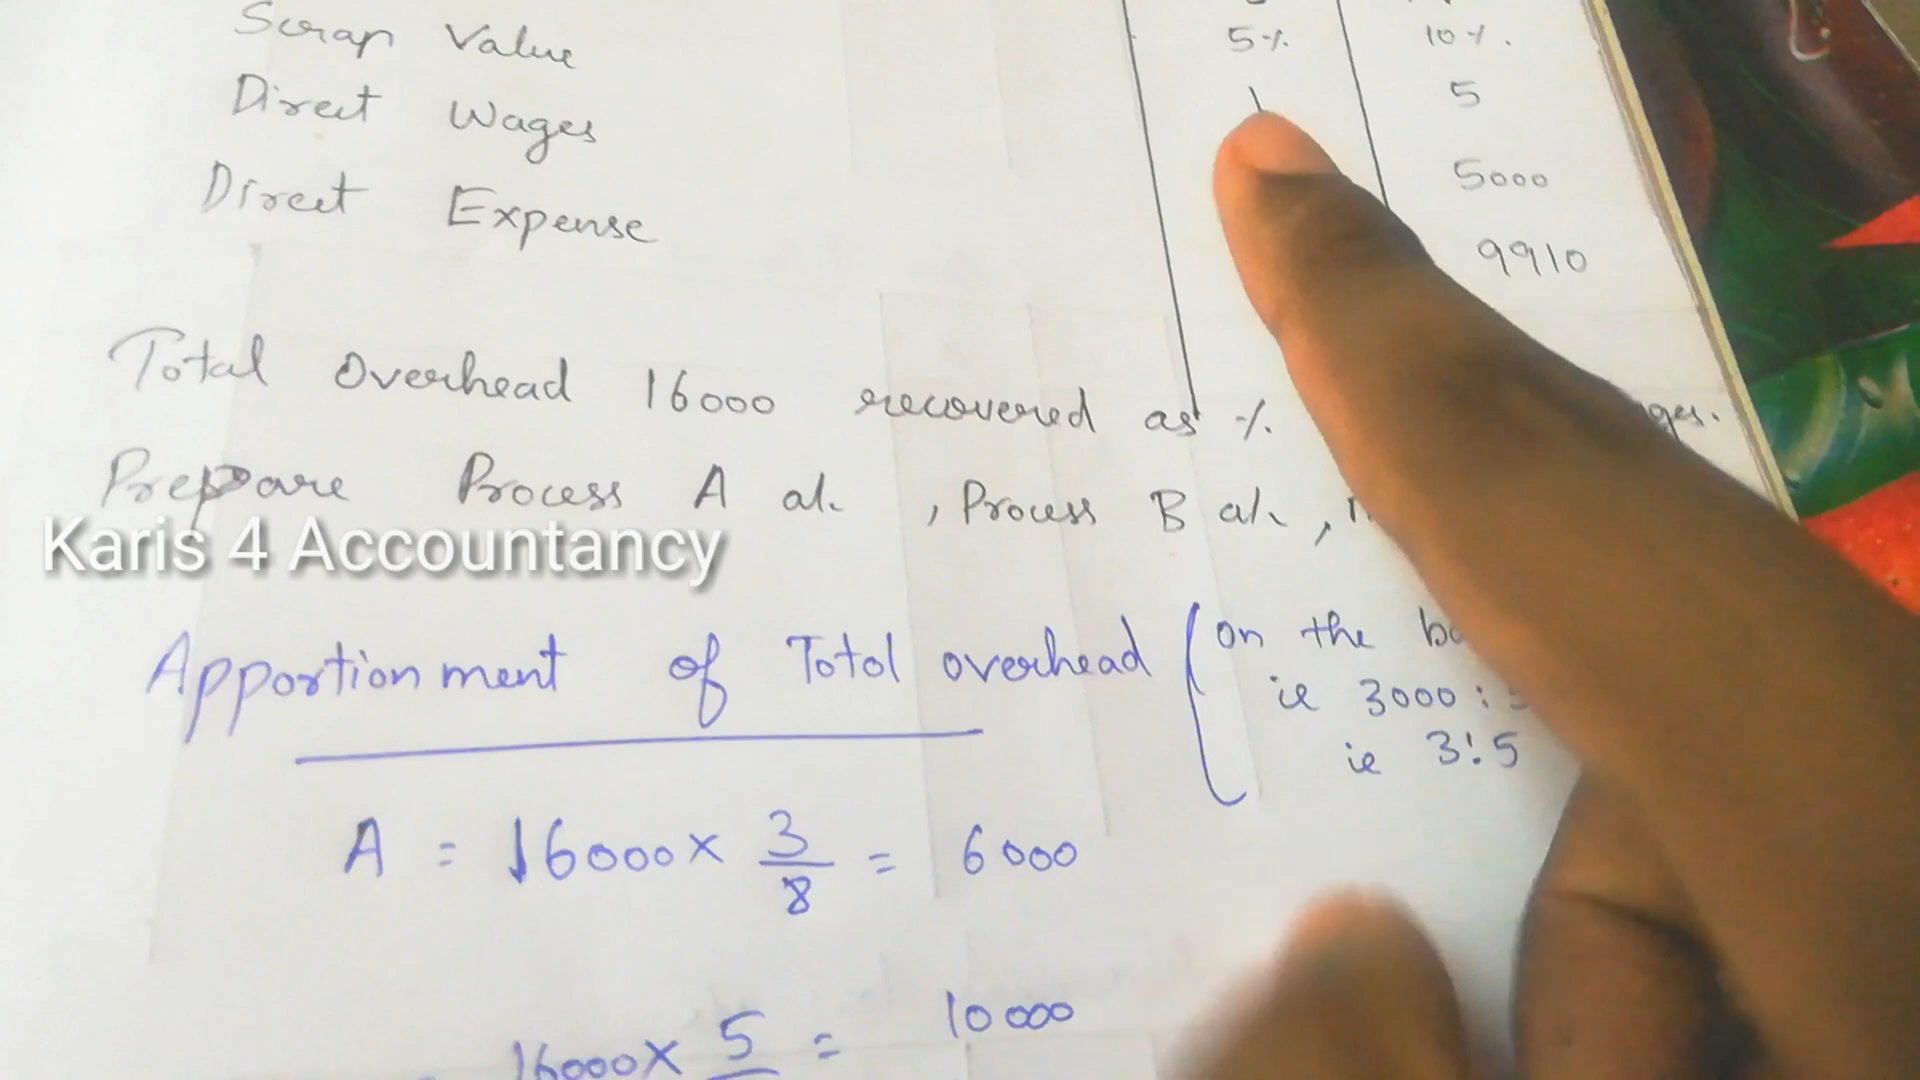 5% 10%.
Scrap Value 5
Direct Wages 5000
Direct Expense 9910
Total Overhead 16000 recovered as %
Prepare Process A a/c , Process B a/c ,
Karis 4 Accountancy
Apportionment of Total overhead ( on the
ie 3000 :
ie 3:5
A = 16000 x 3/8 = 6000
= 16000 x 5 = 10000